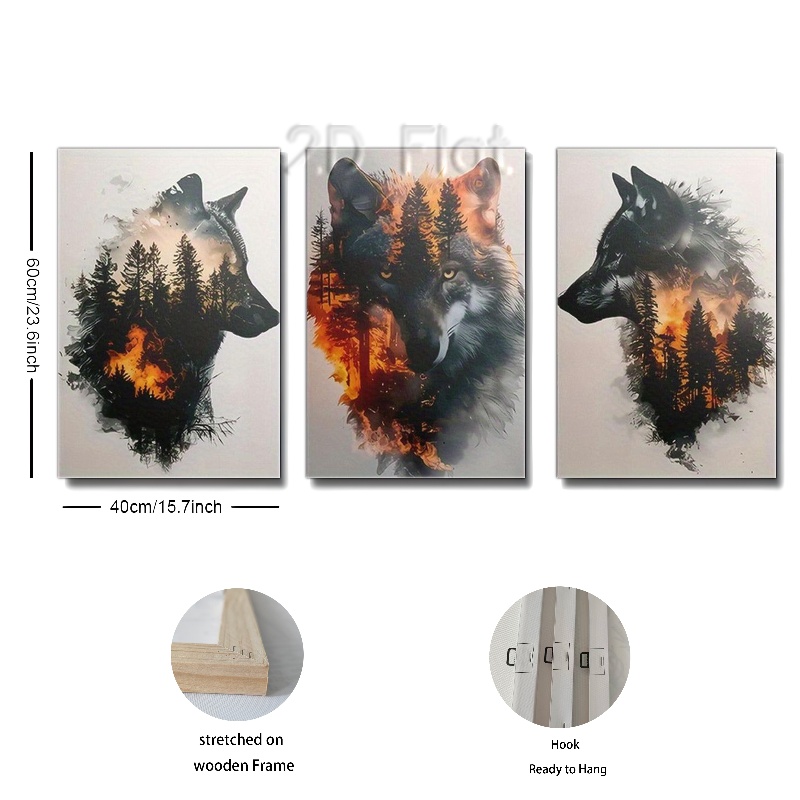 2D Flat.
60cm/23.6inch
40cm/15.7inch
stretched on
wooden Frame
Hook
Ready to Hang